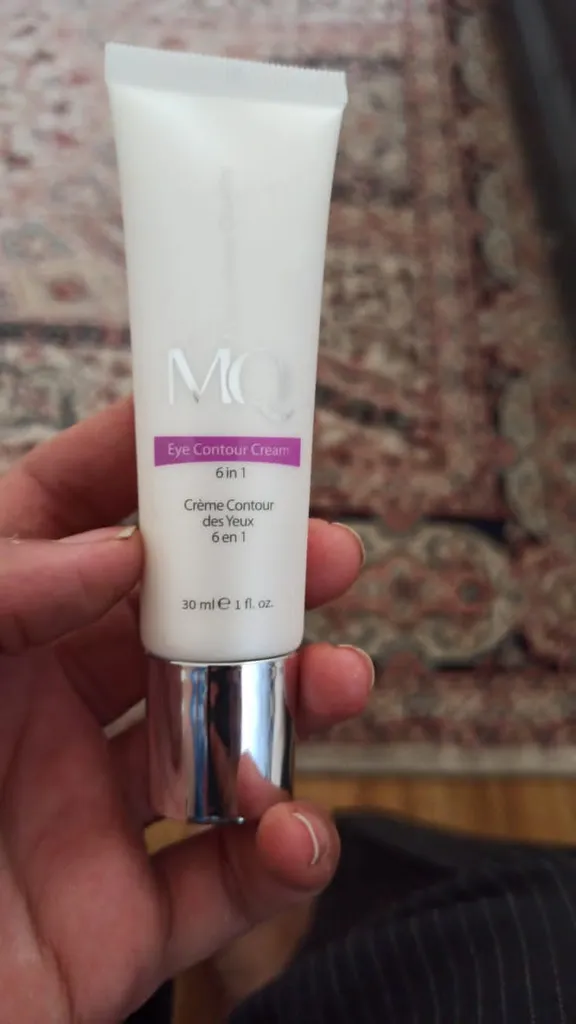 MQ
Eye Contour Cream
6 in 1
Crème Contour
des Yeux
6 en 1
30 ml ℮ 1 fl. oz.